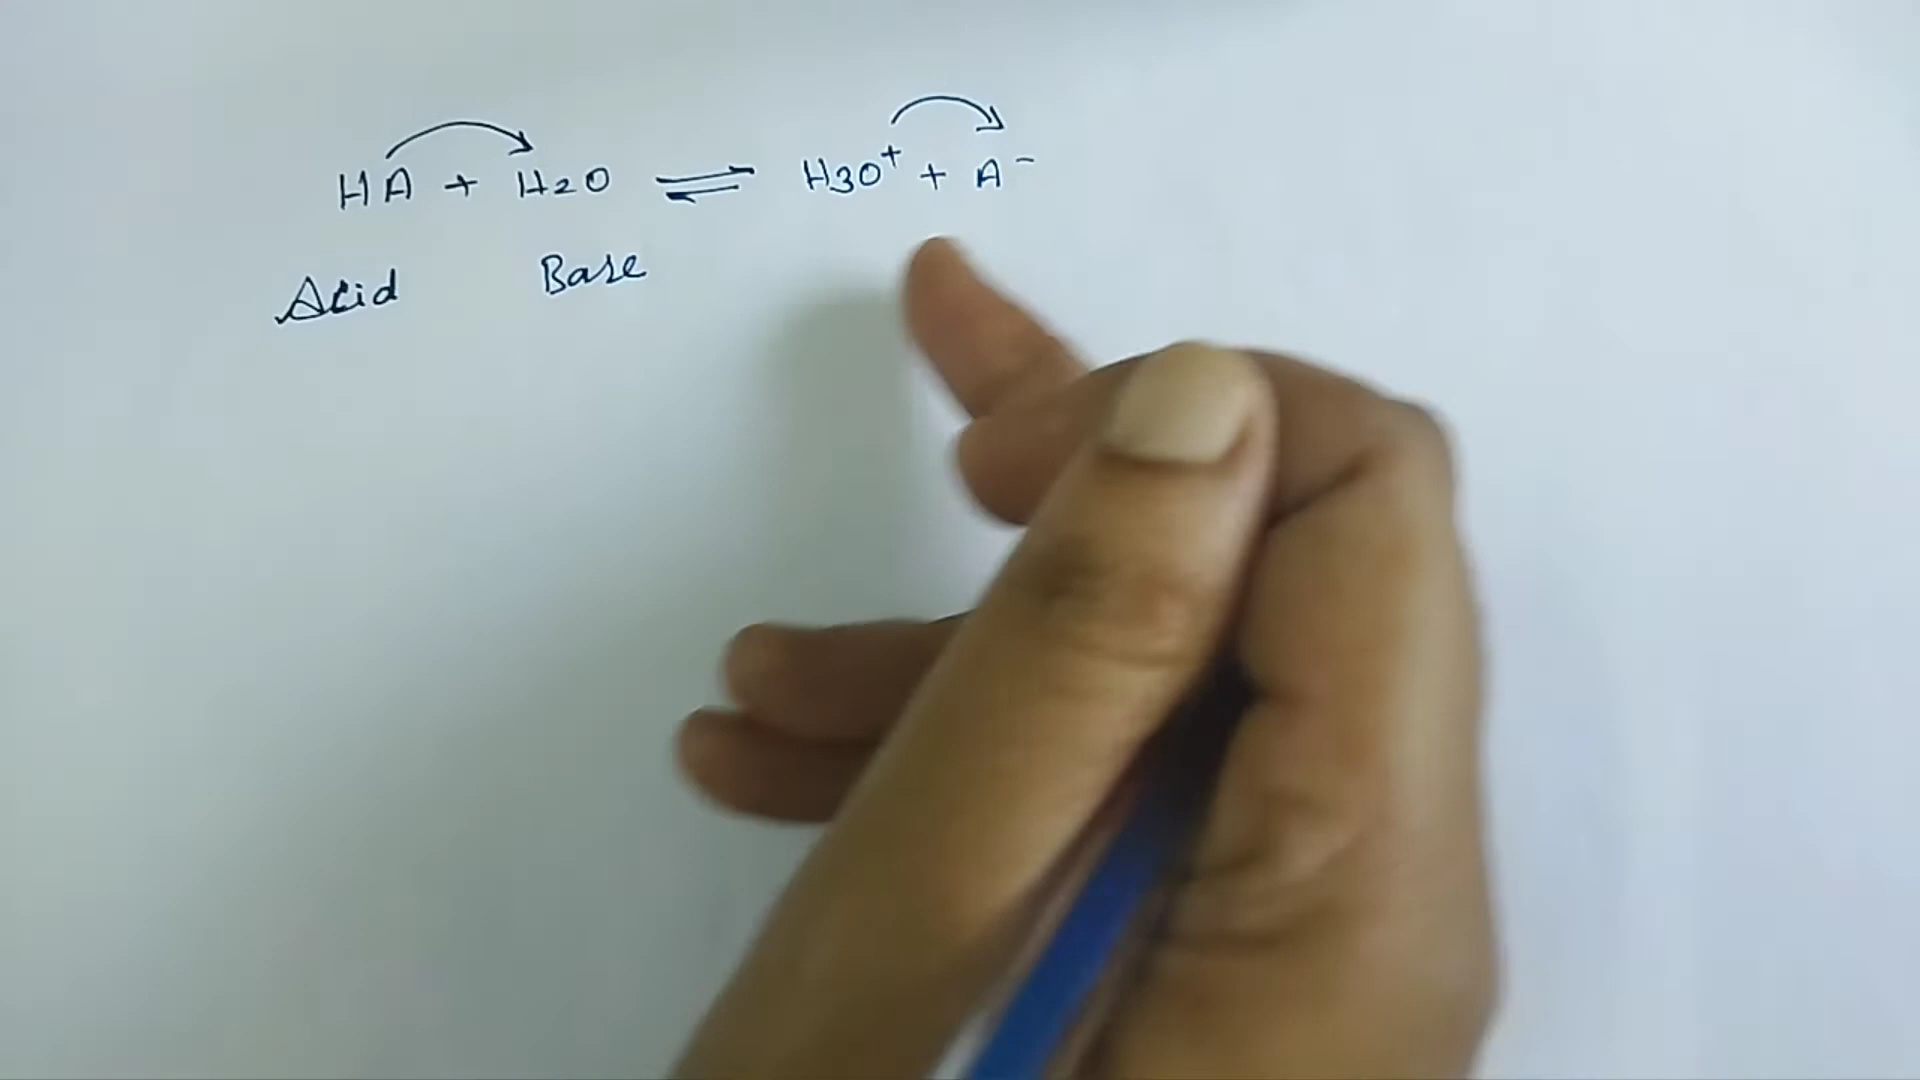 HA + H2O ⇌ H3O⁺ + A⁻
Acid Base